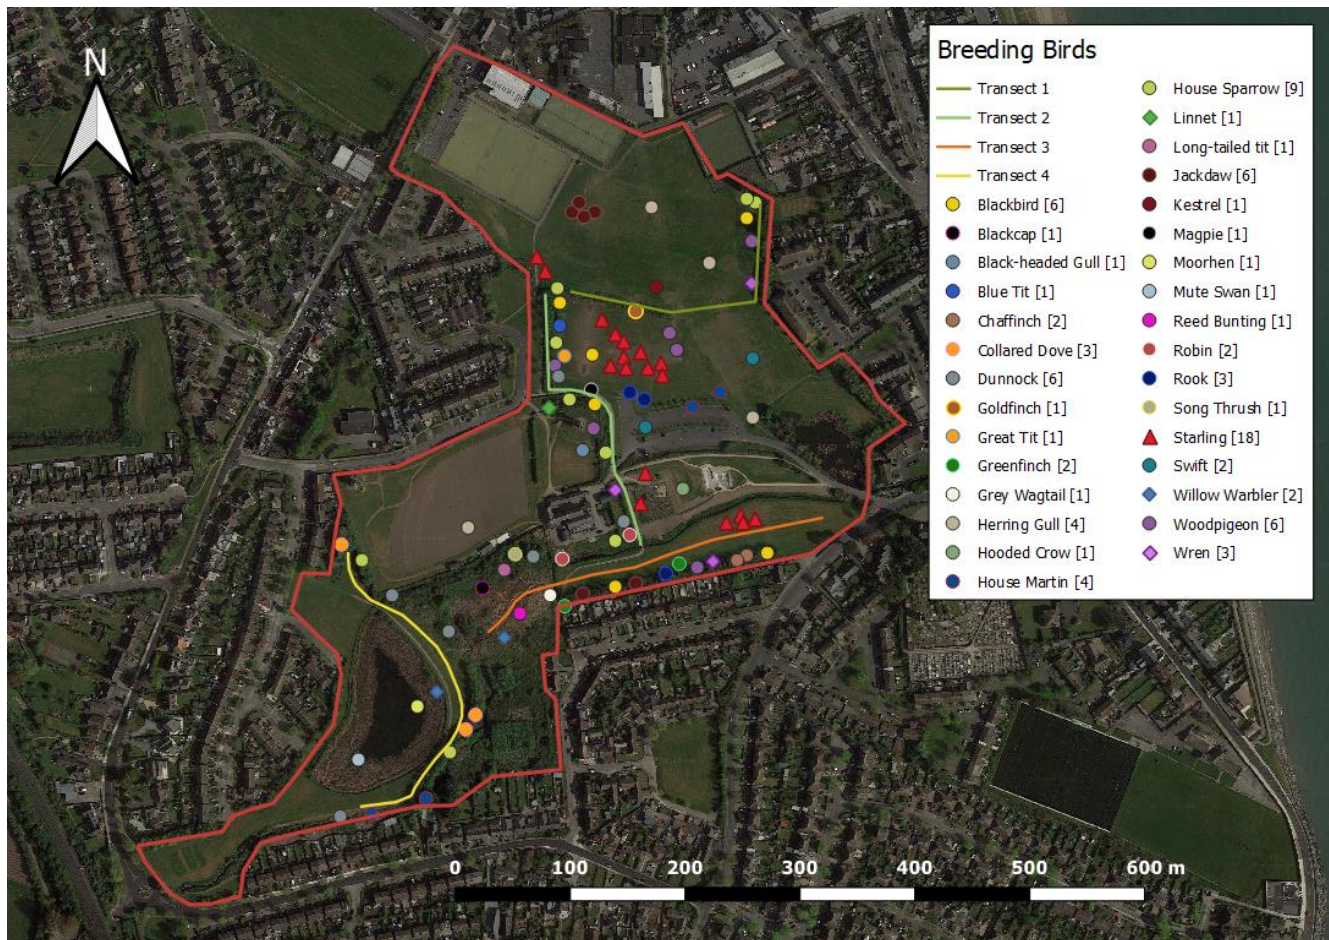 N
Breeding Birds
Transect 1
Transect 2
Transect 3
Transect 4
Blackbird [6]
Blackcap [1]
Black-headed Gull [1]
Blue Tit [1]
Chaffinch [2]
Collared Dove [3]
Dunnock [6]
Goldfinch [1]
Great Tit [1]
Greenfinch [2]
Grey Wagtail [1]
Herring Gull [4]
Hooded Crow [1]
House Martin [4]
House Sparrow [9]
Linnet [1]
Long-tailed tit [1]
Jackdaw [6]
Kestrel [1]
Magpie [1]
Moorhen [1]
Mute Swan [1]
Reed Bunting [1]
Robin [2]
Rook [3]
Song Thrush [1]
Starling [18]
Swift [2]
Willow Warbler [2]
Woodpigeon [6]
Wren [3]
0 100 200 300 400 500 600 m